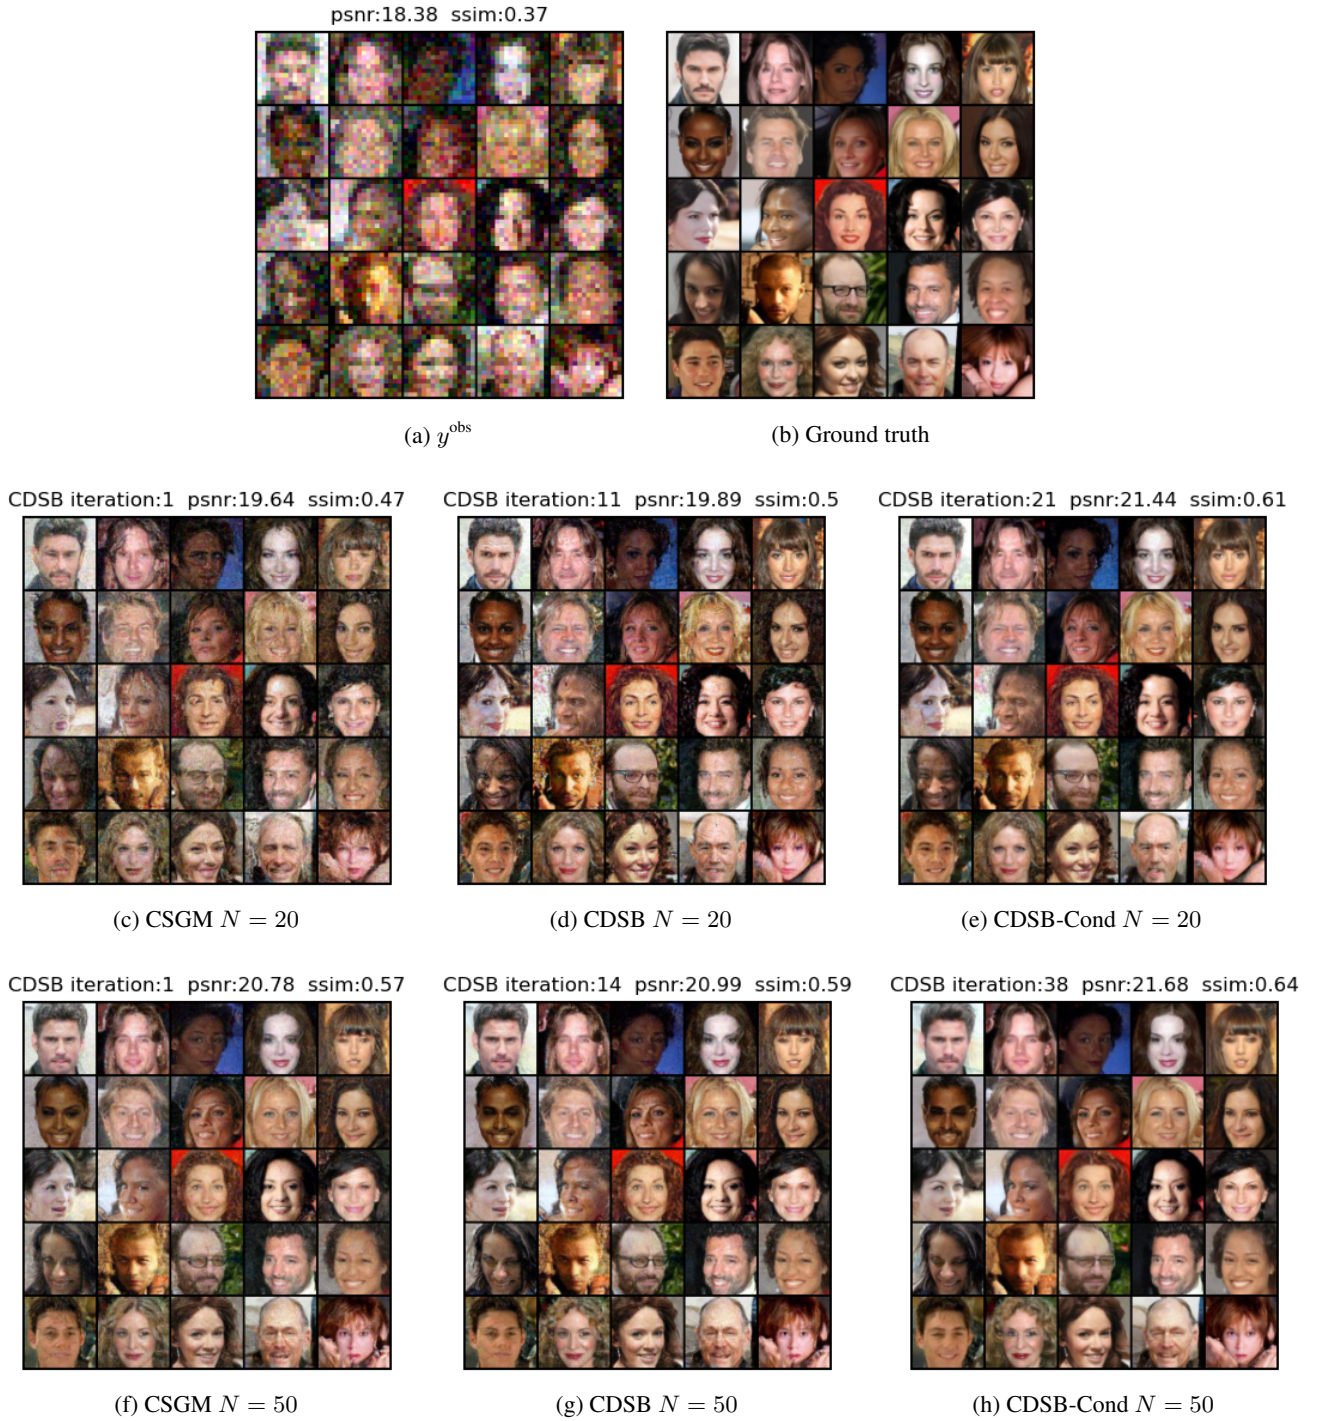 psnr:18.38 ssim:0.37
(a) y^obs
(b) Ground truth
CDSB iteration:1 psnr:19.64 ssim:0.47
CDSB iteration:11 psnr:19.89 ssim:0.5
CDSB iteration:21 psnr:21.44 ssim:0.61
(c) CSGM N = 20
(d) CDSB N = 20
(e) CDSB-Cond N = 20
CDSB iteration:1 psnr:20.78 ssim:0.57
CDSB iteration:14 psnr:20.99 ssim:0.59
CDSB iteration:38 psnr:21.68 ssim:0.64
(f) CSGM N = 50
(g) CDSB N = 50
(h) CDSB-Cond N = 50